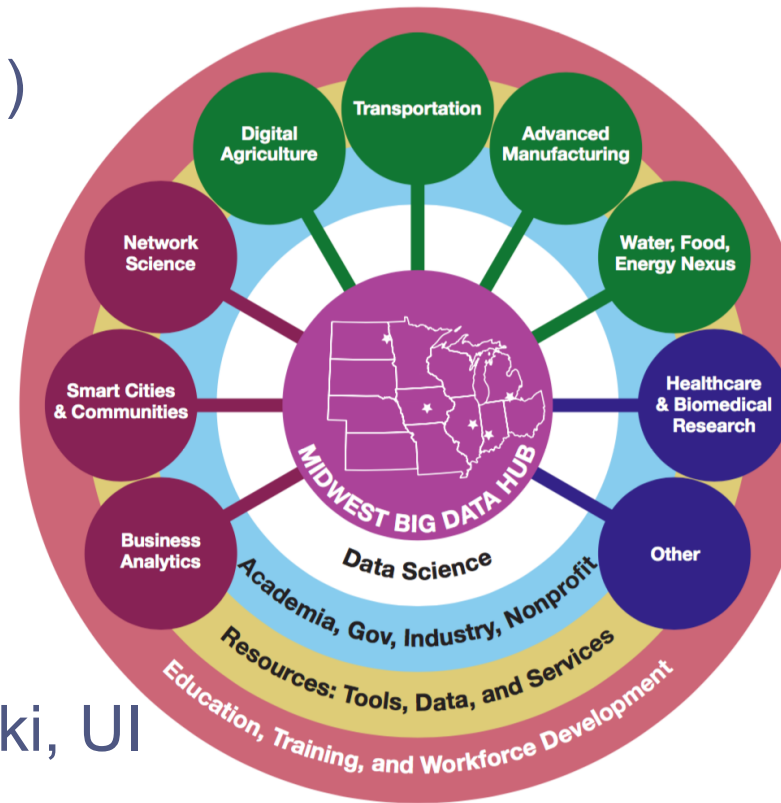 )
Transportation
Digital
Agriculture
Advanced
Manufacturing
Network
Science
Water, Food,
Energy Nexus
Smart Cities
& Communities
Healthcare
& Biomedical
Research
Business
Analytics
Other
MIDWEST BIG DATA HUB
Data Science
Academia, Gov, Industry, Nonprofit
Resources: Tools, Data, and Services
Education, Training, and Workforce Development
ki, UI